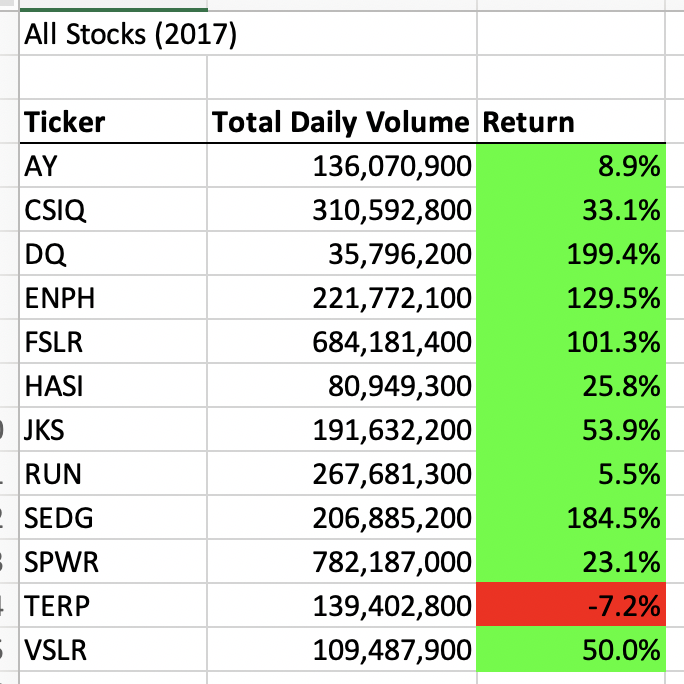 All Stocks (2017)
Ticker Total Daily Volume Return
AY 136,070,900 8.9%
CSIQ 310,592,800 33.1%
DQ 35,796,200 199.4%
ENPH 221,772,100 129.5%
FSLR 684,181,400 101.3%
HASI 80,949,300 25.8%
JKS 191,632,200 53.9%
RUN 267,681,300 5.5%
SEDG 206,885,200 184.5%
SPWR 782,187,000 23.1%
TERP 139,402,800 -7.2%
VSLR 109,487,900 50.0%